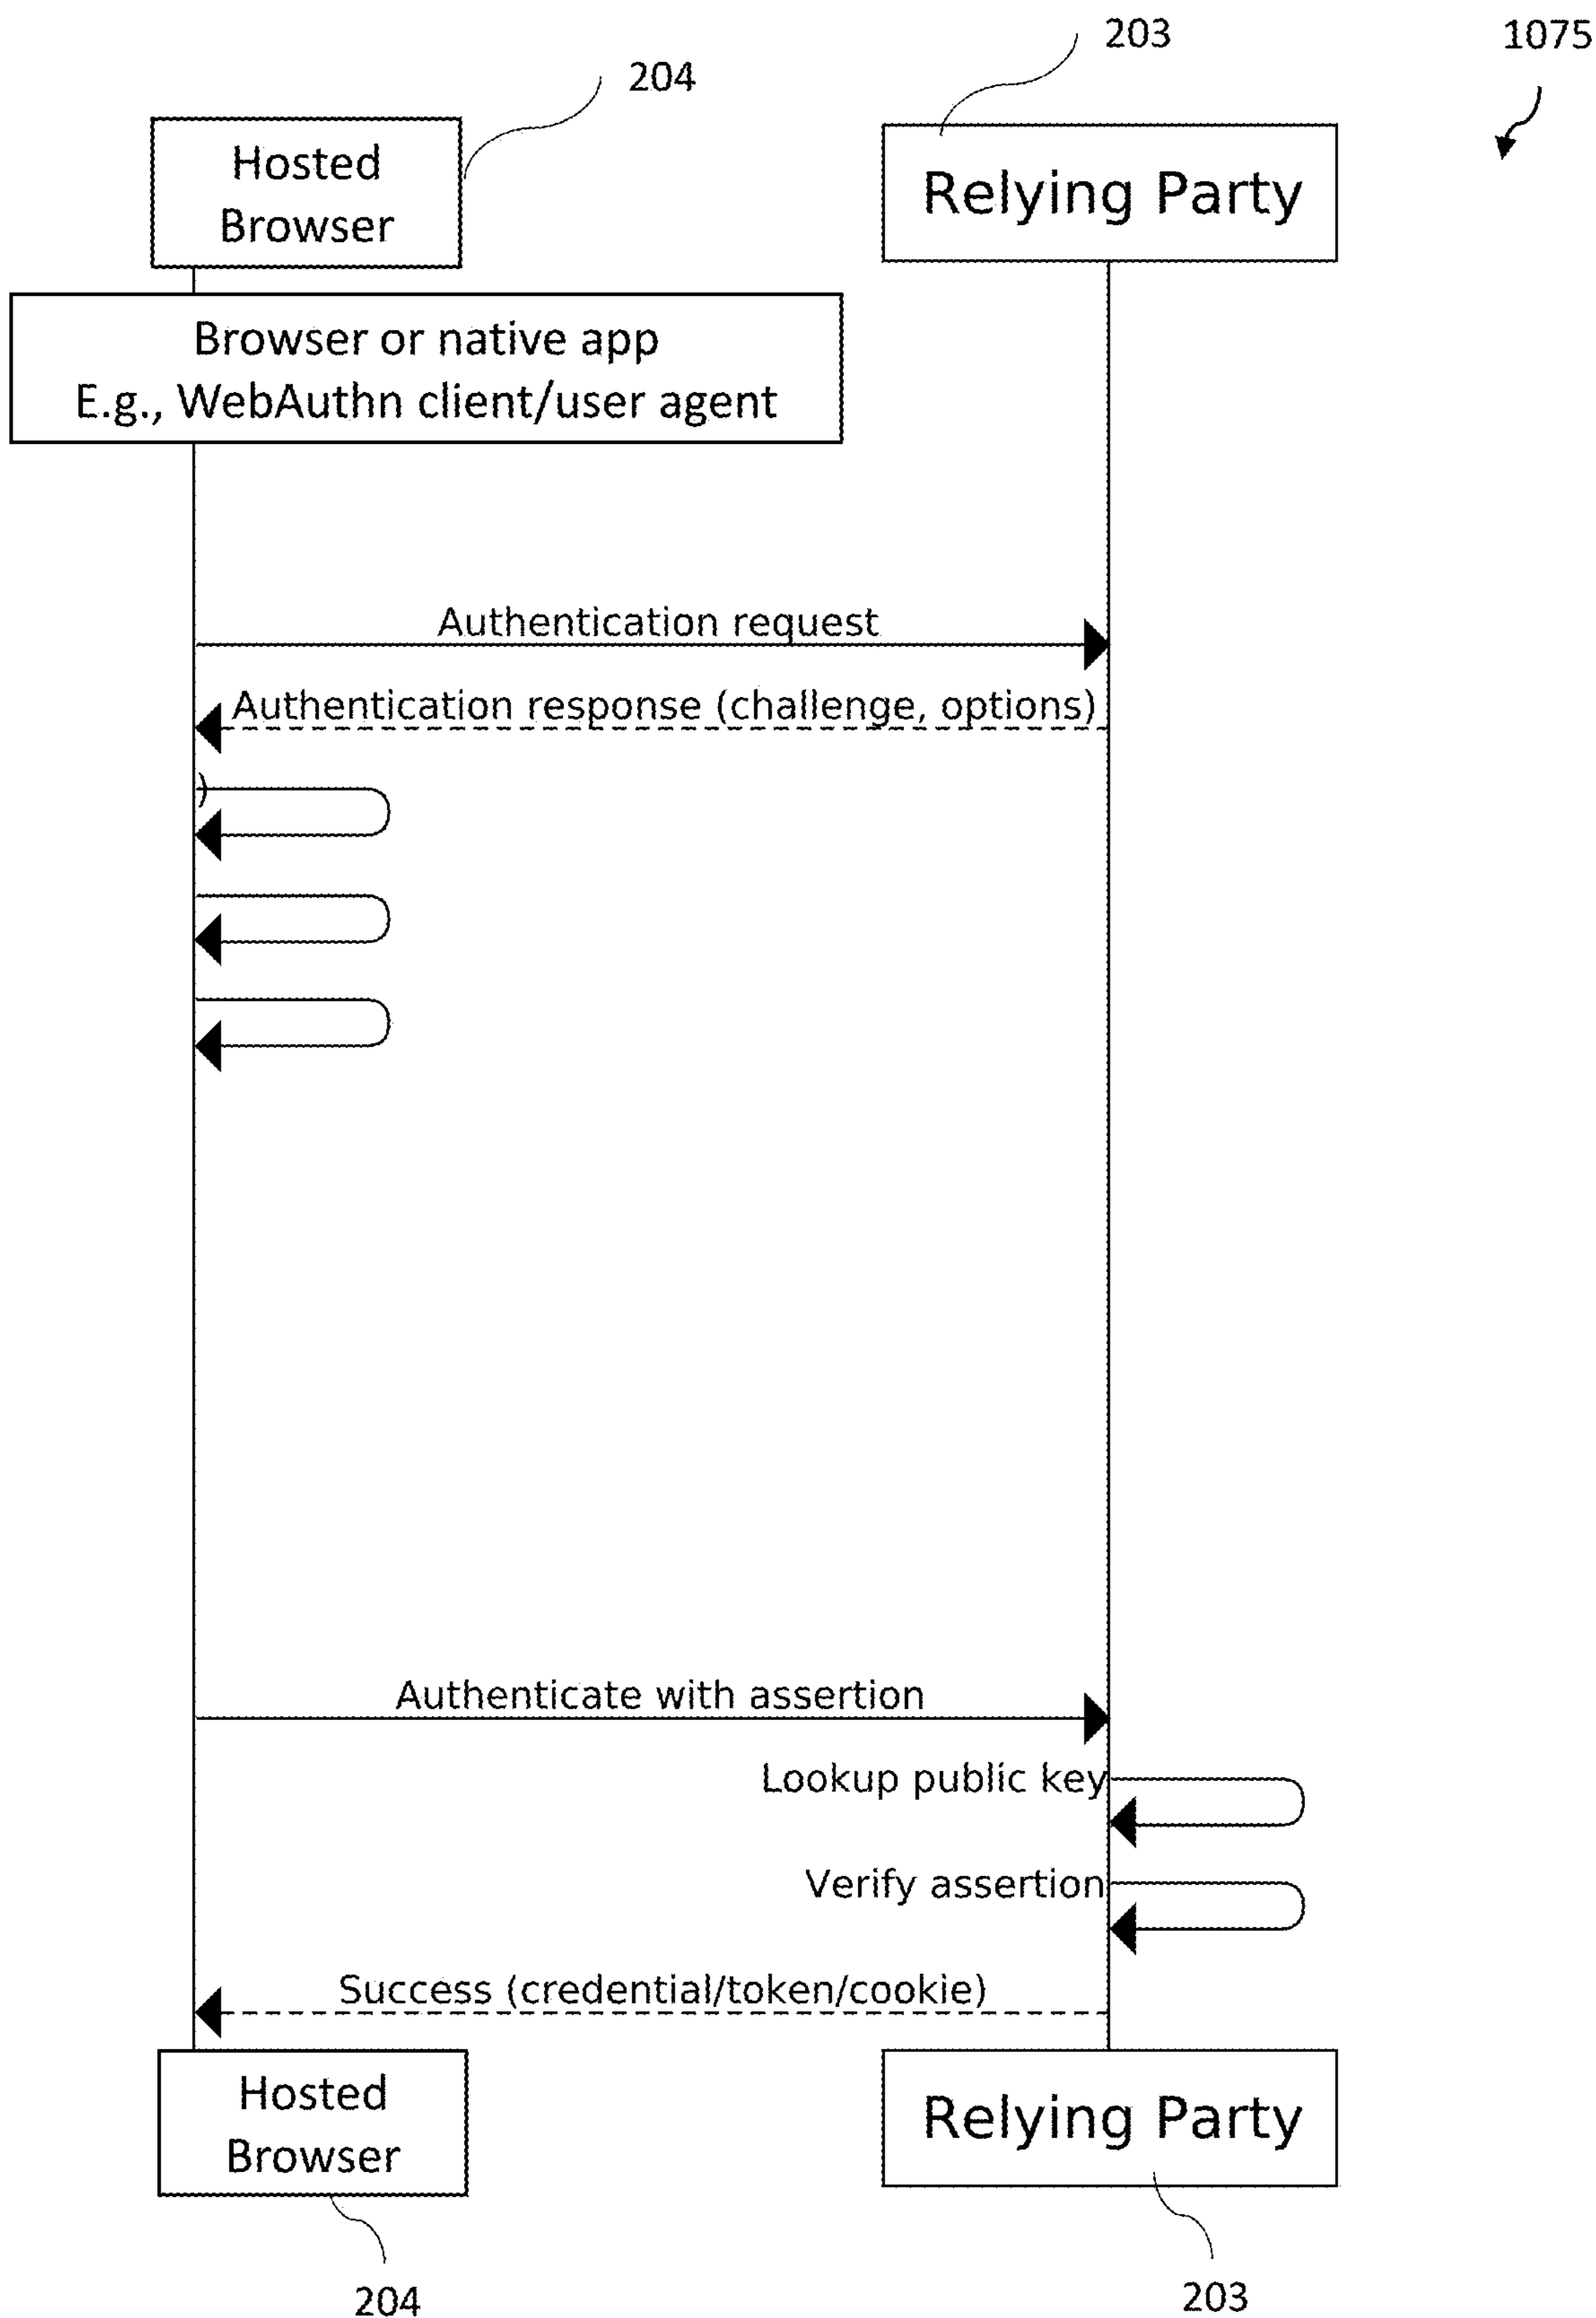 203
1075
204
Hosted
Browser
Relying Party
Browser or native app
E.g., WebAuthn client/user agent
Authentication request
Authentication response (challenge, options)
)
Authenticate with assertion
Lookup public key
Verify assertion
Success (credential/token/cookie)
Hosted
Browser
Relying Party
204
203